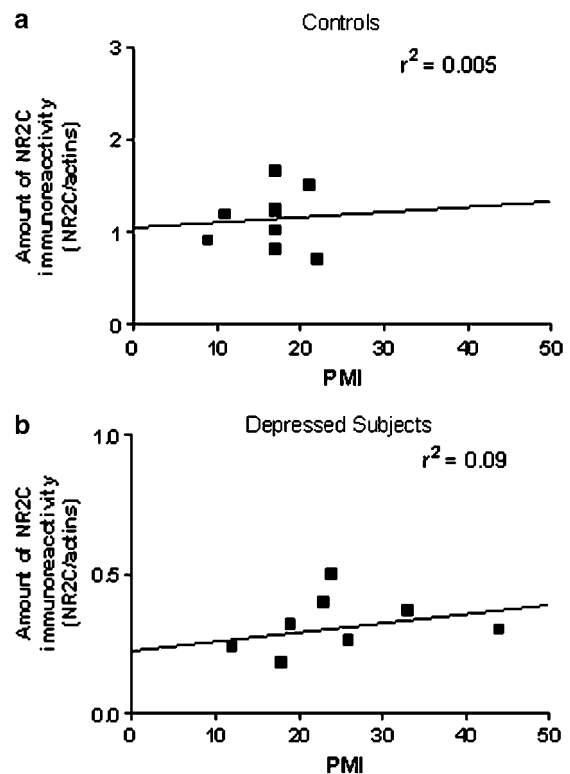 a
Controls
r² = 0.005
Amount of NR2C
immunoreacctivity
(NR2C/actins)
3
2
1
0
0 10 20 30 40 50
PMI
b
Depressed Subjects
r² = 0.09
Amount of NR2C
immunoreacctivity
(NR2C/actins)
1.0
0.5
0.0
0 10 20 30 40 50
PMI